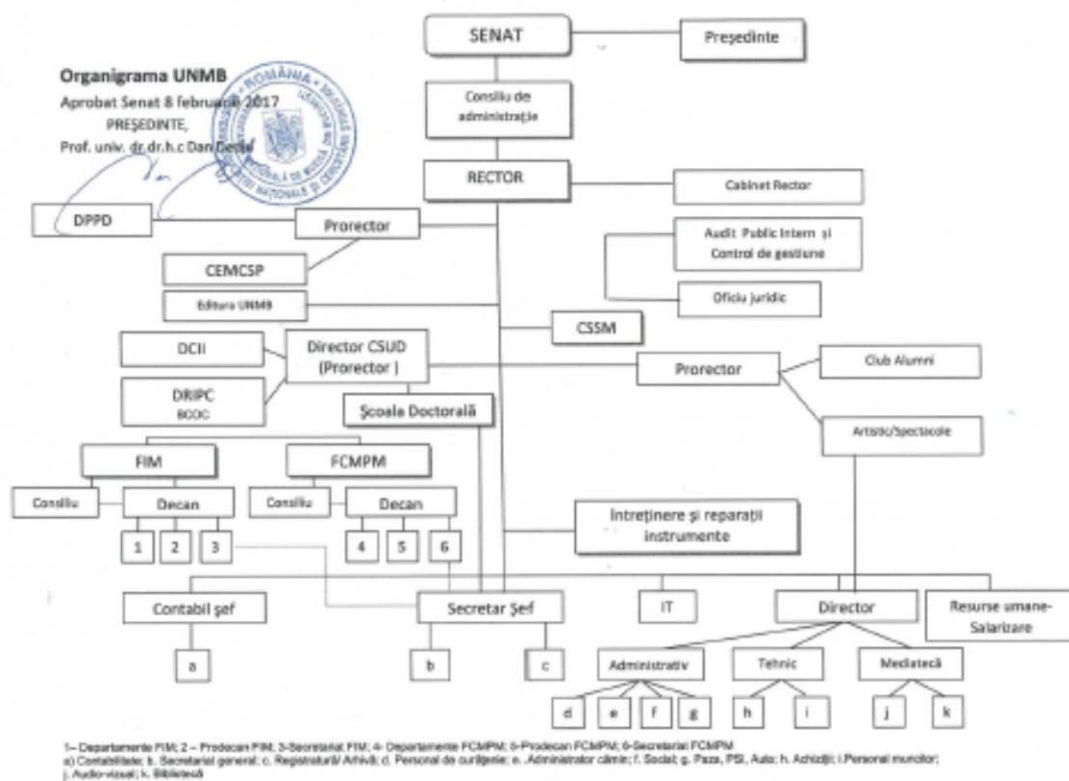 SENAT
Președinte
Organigrama UNMB
Aprobat Senat 8 februarie 2017
PREȘEDINTE,
Prof. univ. dr.dr.h.c Dan
ROMÂNIA
Consiliu de
administrație
RECTOR
Cabinet Rector
DPPD
Prorector
Audit Public Intern și
Control de gestiune
CEMCSP
Editura UNMB
Oficiu juridic
CSSM
DCII
Director CSUD
(Prorector )
Prorector
Club Alumni
DRIPC
BCOC
Școala Doctorală
Artistic/Spectacole
FIM
FCMPM
Consiliu
Decan
Consiliu
Decan
1
2
3
4
5
6
Întreținere și reparații
instrumente
Contabil șef
Secretar Șef
IT
Director
Resurse umane-
Salarizare
a
b
c
Administrativ
Tehnic
Mediatecă
d
e
f
g
h
i
j
k
1– Departamente FIM; 2 – Prodecan FIM; 3-Secretariat FIM; 4- Departamente FCMPM; 5-Prodecan FCMPM; 6-Secretariat FCMPM
a) Contabilitate; b. Secretariat general; c. Registratură/ Arhivă; d. Personal de curățenie; e. .Administrator cămin; f. Social; g. Paza, PSI, Auto; h. Achiziții; i.Personal muncitor;
j. Audio-vizual; k. Bibliotecă